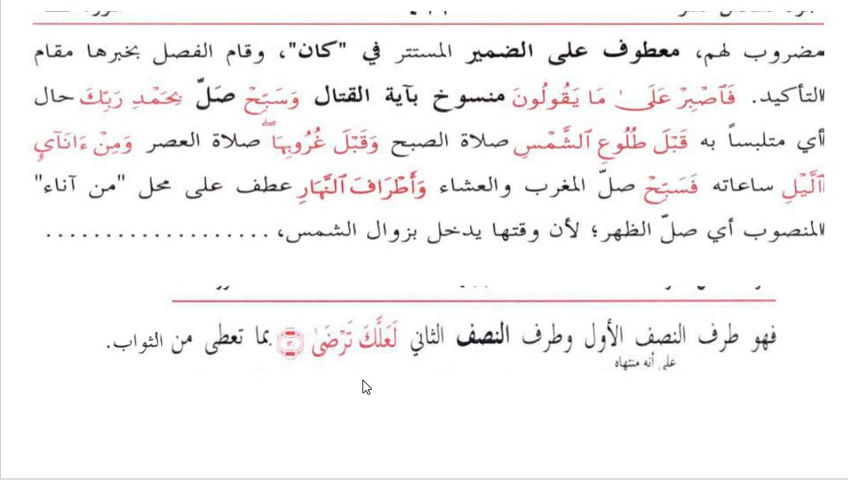 مضروب لهم، معطوف على الضمير المستتر في "كان"، وقام الفصل بخبرها مقام
التأكيد. فَٱصْبِرْ عَلَىٰ مَا يَقُولُونَ منسوخ بآية القتال وَسَبِّحْ صَلِّ بِحَمْدِ رَبِّكَ حال
أي متلبساً به قَبْلَ طُلُوعِ ٱلشَّمْسِ صلاة الصبح وَقَبْلَ غُرُوبِهَا ۖ صلاة العصر وَمِنْ ءَانَآئِ
ٱلَّيْلِ ساعاته فَسَبِّحْ صلّ المغرب والعشاء وَأَطْرَافَ ٱلنَّهَارِ عطف على محل "من آناء"
المنصوب أي صلّ الظهر؛ لأن وقتها يدخل بزوال الشمس، ...................
فهو طرف النصف الأول وطرف النصف الثاني لَعَلَّكَ تَرْضَىٰ ١٣٠ بما تعطى من الثواب.
على أنه منتهاه